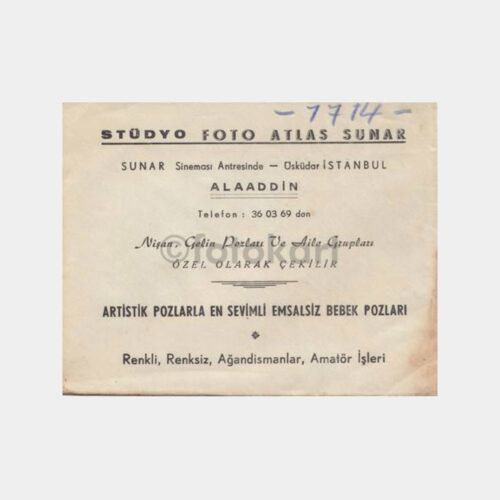 - 1714 -
STÜDYO FOTO ATLAS SUNAR
SUNAR Sineması Antresinde — Üsküdar İSTANBUL
ALAADDİN
Telefon : 36 03 69 dan
Nişan, Gelin Pozları Ve Aile Grupları
©fotokart
ÖZEL OLARAK ÇEKİLİR
ARTİSTİK POZLARLA EN SEVİMLİ EMSALSİZ BEBEK POZLARI
Renkli, Renksiz, Ağandismanlar, Amatör İşleri